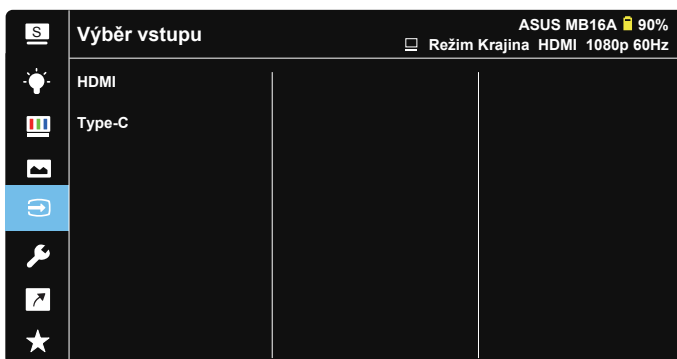 S
Výběr vstupu
ASUS MB16A 90%
Režim Krajina HDMI 1080p 60Hz
HDMI
Type-C